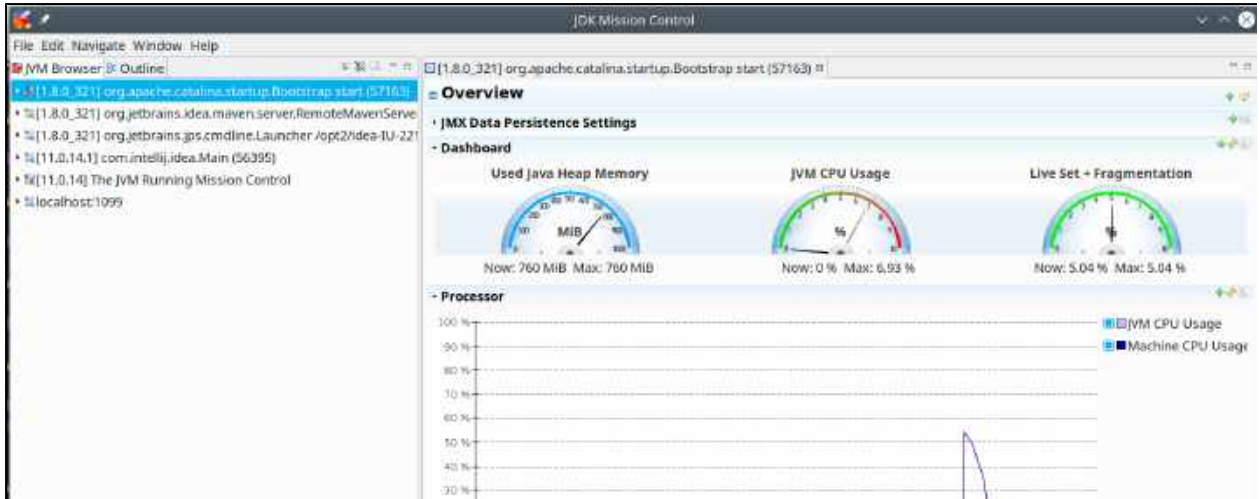 JDK Mission Control
File Edit Navigate Window Help
JVM Browser Outline
[1.8.0_321] org.apache.catalina.startup.Bootstrap start (57163)
[1.8.0_321] org.jetbrains.idea.maven.server.RemoteMavenServe
[1.8.0_321] org.jetbrains.jps.cmdline.Launcher /opt2/idea-IU-221
[11.0.14.1] com.intellij.idea.Main (56395)
[11.0.14] The JVM Running Mission Control
localhost:1099
[1.8.0_321] org.apache.catalina.startup.Bootstrap start (57163)
Overview
JMX Data Persistence Settings
Dashboard
Used Java Heap Memory
MiB
Now: 760 MiB Max: 760 MiB
JVM CPU Usage
%
Now: 0 % Max: 6.93 %
Live Set + Fragmentation
%
Now: 5.04 % Max: 5.04 %
Processor
100 %
90 %
80 %
70 %
60 %
50 %
40 %
30 %
JVM CPU Usage
Machine CPU Usage